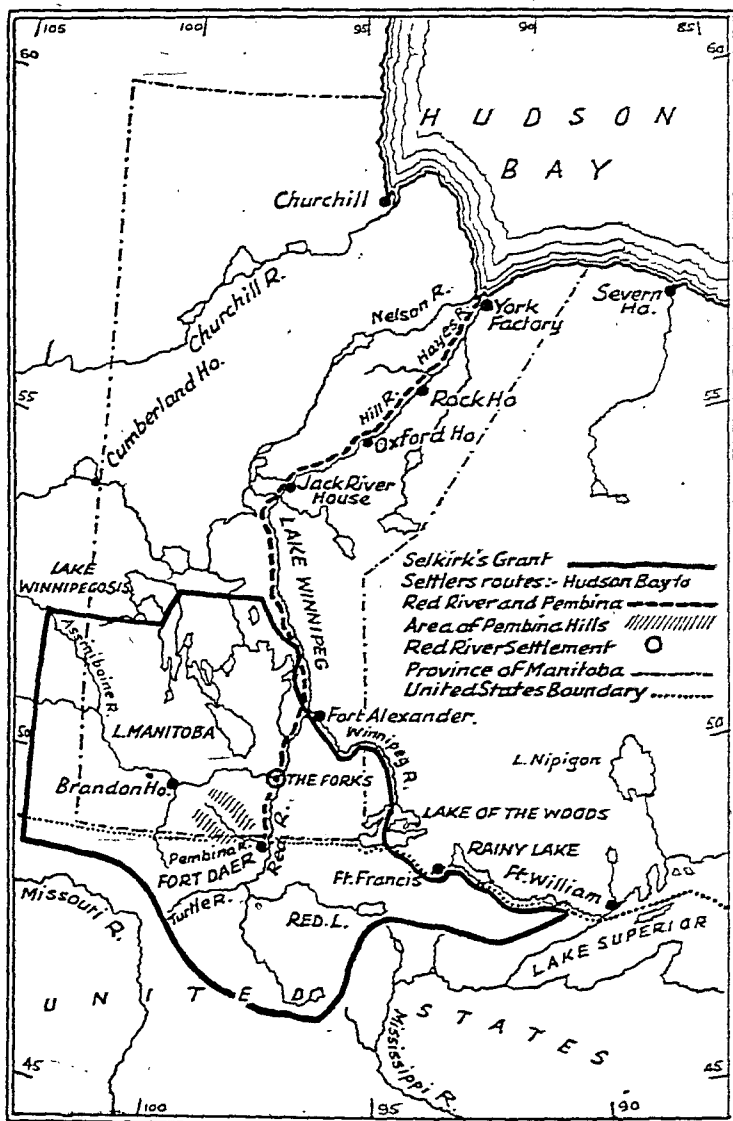 105 100 95 90 85
60 60
HUDSON
BAY
Churchill
Churchill R.
Nelson R.
Hayes R.
York
Factory
Severn
Ho.
Cumberland Ho.
55 55
Hill R.
Rock Ho
Oxford Ho.
Jack River
House
LAKE WINNIPEG
LAKE
WINNIPEGOSIS
Selkirk's Grant
Settlers routes:- Hudson Bay to
Red River and Pembina
Area of Pembina Hills
Red River Settlement
Province of Manitoba
United States Boundary
Assiniboine R.
50 50
L. MANITOBA
Fort Alexander.
Winnipeg R.
L. Nipigon
Brandon Ho.
THE FORKS
LAKE OF THE WOODS
Red R.
Pembina R.
FORT DAER
RAINY LAKE
Ft. Francis
Ft. William
Missouri R.
Turtle R.
RED. L.
LAKE SUPERIOR
UNITED
STATES
Mississippi R.
45 45
100 95 90